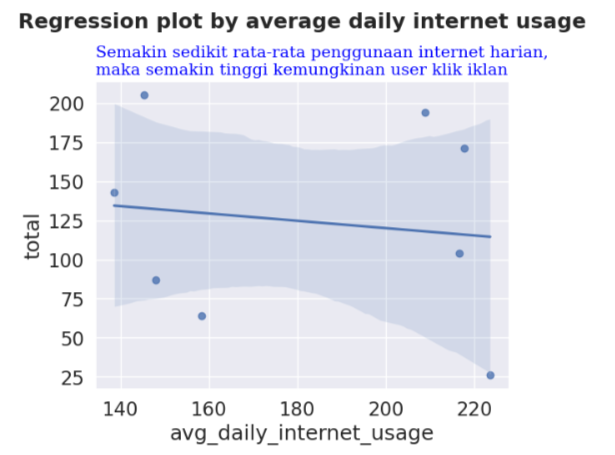 Regression plot by average daily internet usage
Semakin sedikit rata-rata penggunaan internet harian,
maka semakin tinggi kemungkinan user klik iklan
200
175
150
125
100
75
50
25
total
140 160 180 200 220
avg_daily_internet_usage